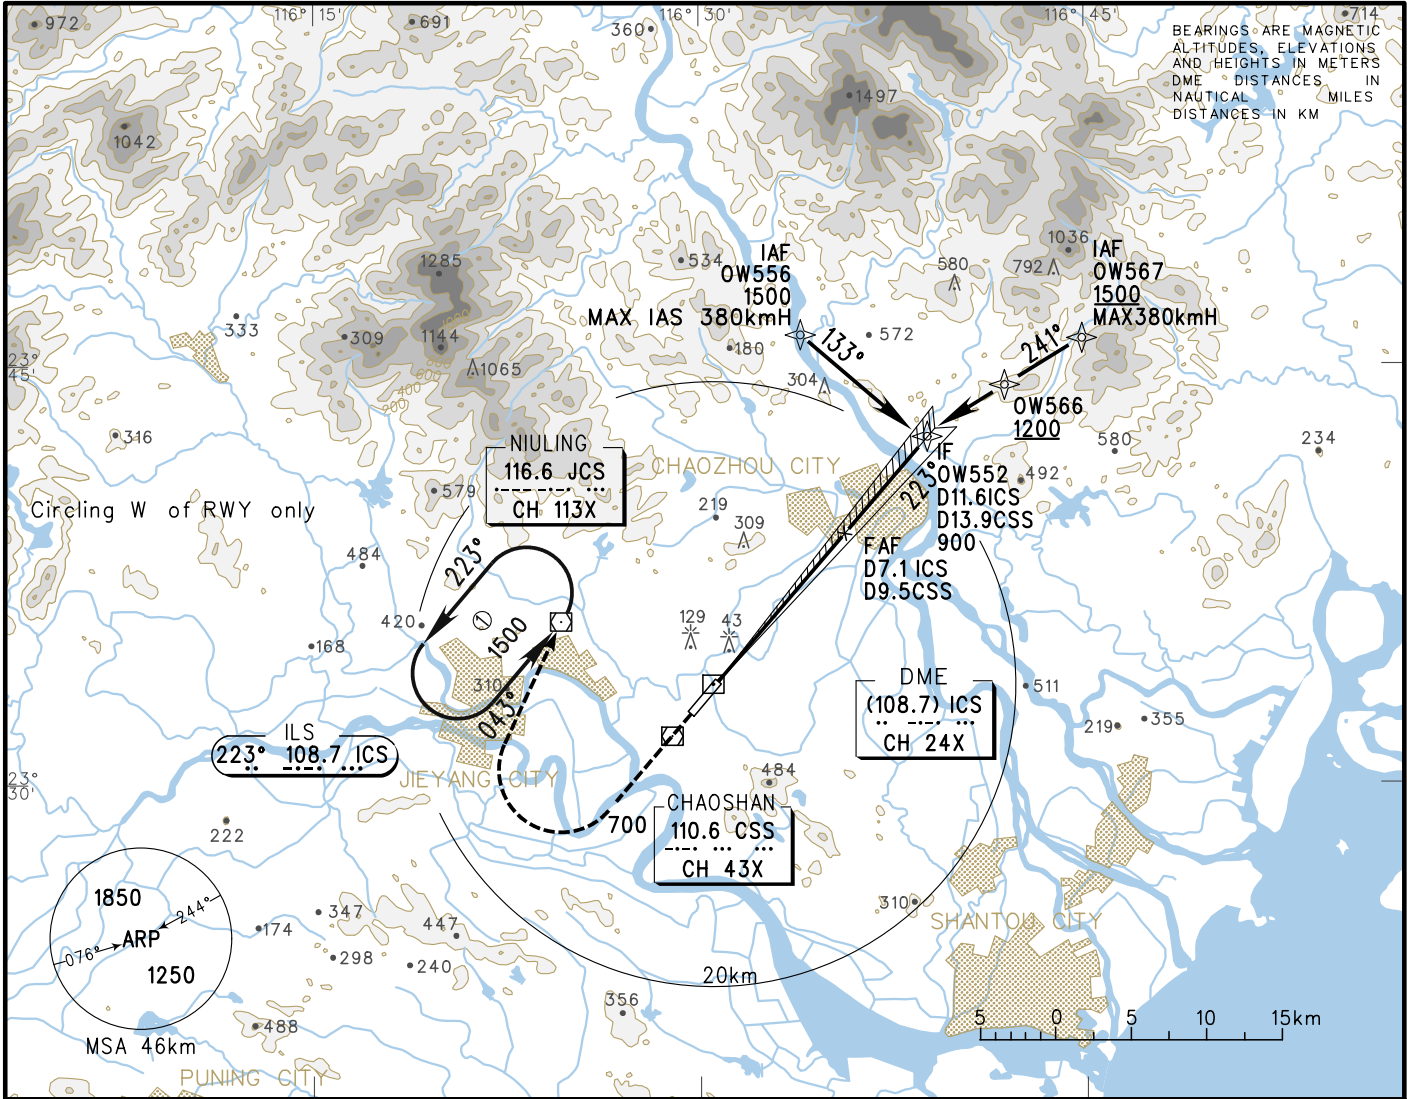 116° 15'
116° 30'
116° 45'
972
691
360
714
BEARINGS ARE MAGNETIC
ALTITUDES, ELEVATIONS
AND HEIGHTS IN METERS
DME DISTANCES IN
NAUTICAL MILES
DISTANCES IN KM
1497
1042
1036
IAF
OW556
1500
MAX IAS 380kmH
534
580
792
IAF
OW567
1500
MAX380kmH
1285
333
309
1144
1065
1000
600
400
200
180
572
133°
241°
23°
45'
304
OW566
1200
316
580
234
NIULING
116.6 JCS
CH 113X
CHAOZHOU CITY
223°
IF
OW552
D11.6ICS
D13.9CSS
900
492
579
Circling W of RWY only
219
309
FAF
D7.1 ICS
D9.5CSS
484
223°
420
1
1500
129
43
168
310
043°
DME
(108.7) ICS
CH 24X
511
219
355
ILS
223° 108.7 ICS
JIEYANG CITY
23°
30'
484
CHAOSHAN
110.6 CSS
CH 43X
700
222
1850
244°
ARP
076°
1250
MSA 46km
347
174
447
298
240
310
SHANTOU CITY
20km
356
488
5 0 5 10 15km
PUNING CITY